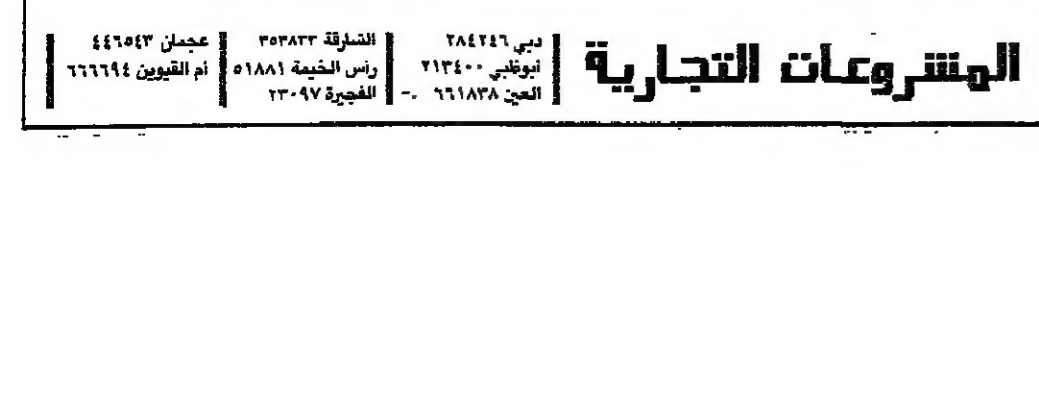 المشروعات التجارية
دبي ٢٨٤٢٤٦
أبوظبي ٢١٣٤٠٠
العين ٦٦١٨٣٨
الشارقة ٣٥٣٨٣٣
رأس الخيمة ٥١٨٨١
الفجيرة ٢٣٠٩٧
عجمان ٤٤٦٥٤٣
أم القيوين ٦٦٦٦٩٤